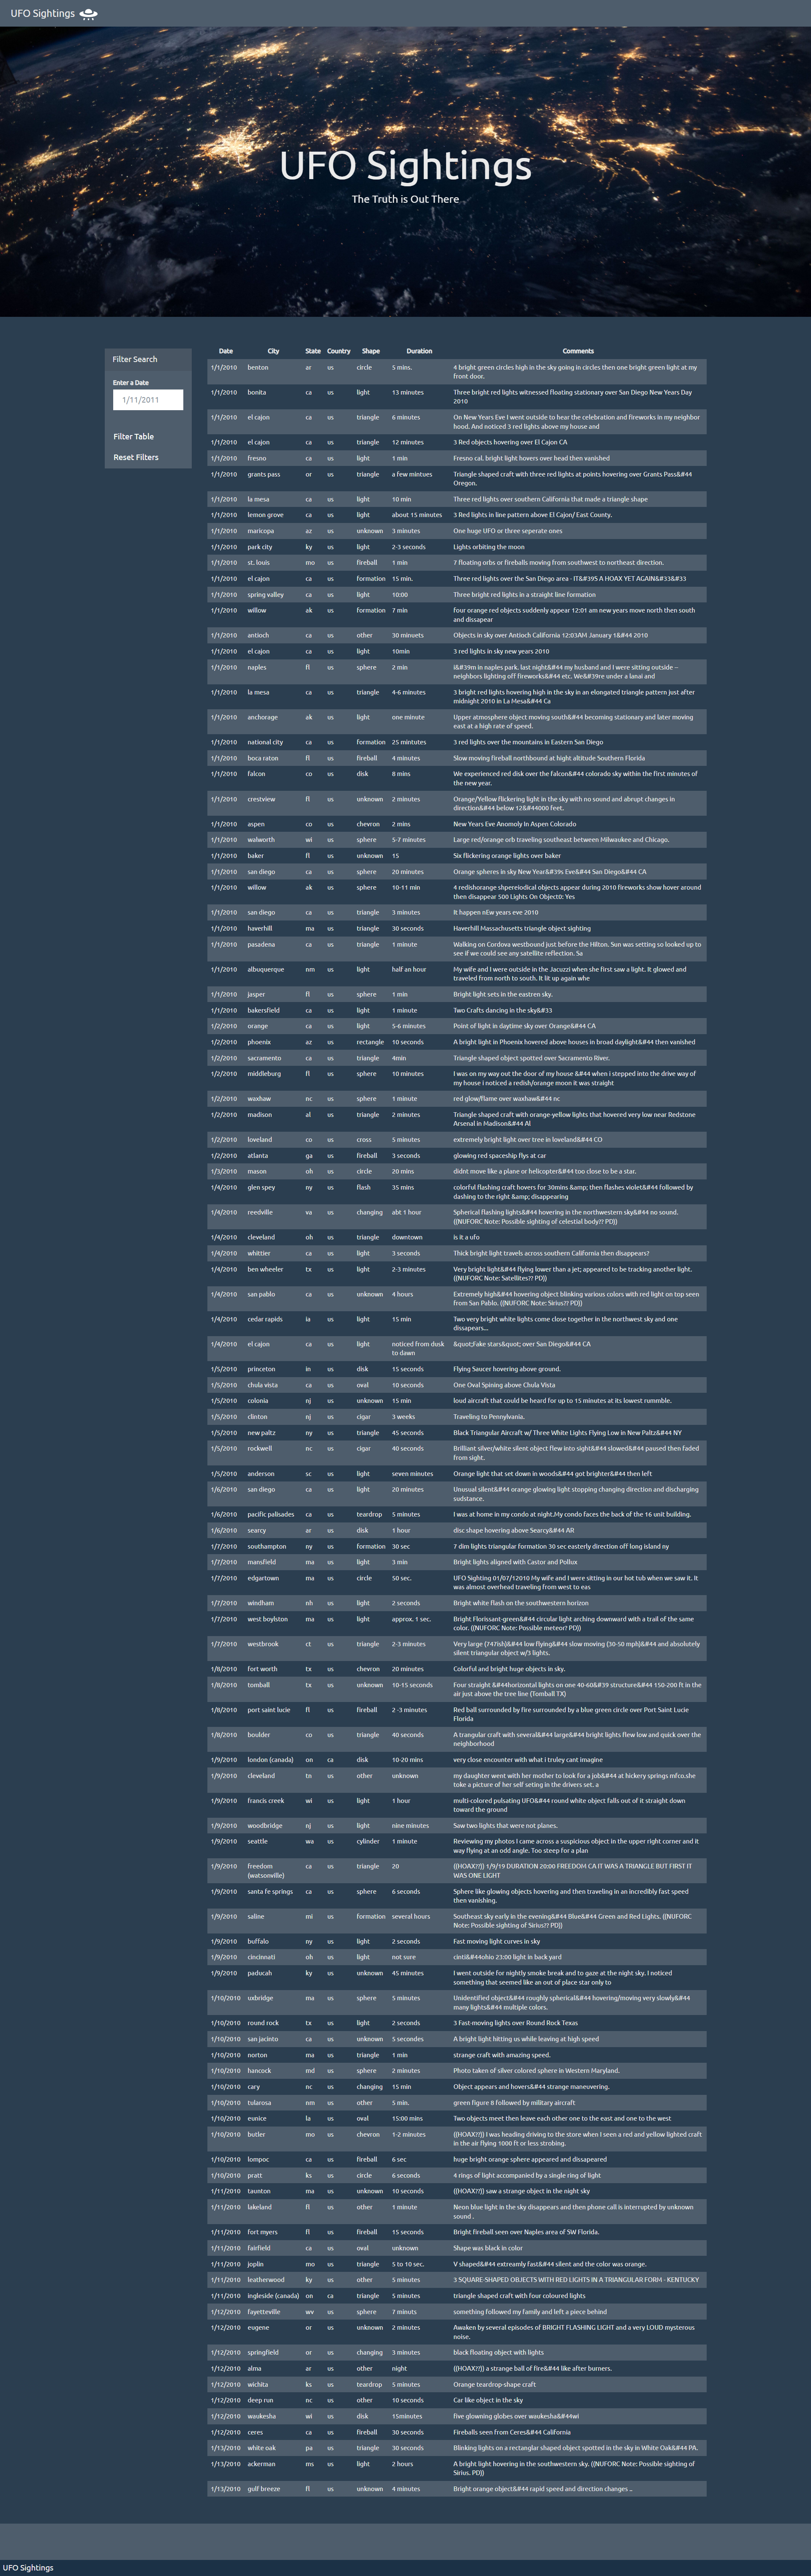 UFO Sightings
UFO Sightings
The Truth is Out There
Filter Search
Enter a Date
1/11/2011
Filter Table
Reset Filters
Date City State Country Shape Duration Comments
1/1/2010 benton ar us circle 5 mins. 4 bright green circles high in the sky going in circles then one bright green light at my
front door.
1/1/2010 bonita ca us light 13 minutes Three bright red lights witnessed floating stationary over San Diego New Years Day
2010
1/1/2010 el cajon ca us triangle 6 minutes On New Years Eve I went outside to hear the celebration and fireworks in my neighbor
hood. And noticed 3 red lights above my house and
1/1/2010 el cajon ca us triangle 12 minutes 3 Red objects hovering over El Cajon CA
1/1/2010 fresno ca us light 1 min Fresno cal. bright light hovers over head then vanished
1/1/2010 grants pass or us triangle a few mintues Triangle shaped craft with three red lights at points hovering over Grants Pass&#44
Oregon.
1/1/2010 la mesa ca us light 10 min Three red lights over southern California that made a triangle shape
1/1/2010 lemon grove ca us light about 15 minutes 3 Red lights in line pattern above El Cajon/ East County.
1/1/2010 maricopa az us unknown 3 minutes One huge UFO or three seperate ones
1/1/2010 park city ky us light 2-3 seconds Lights orbiting the moon
1/1/2010 st. louis mo us fireball 1 min 7 floating orbs or fireballs moving from southwest to northeast direction.
1/1/2010 el cajon ca us formation 15 min. Three red lights over the San Diego area - IT&#39S A HOAX YET AGAIN&#33&#33
1/1/2010 spring valley ca us light 10:00 Three bright red lights in a straight line formation
1/1/2010 willow ak us formation 7 min four orange red objects suddenly appear 12:01 am new years move north then south
and dissapear
1/1/2010 antioch ca us other 30 minuets Objects in sky over Antioch California 12:03AM January 1&#44 2010
1/1/2010 el cajon ca us light 10min 3 red lights in sky new years 2010
1/1/2010 naples fl us sphere 2 min i&#39m in naples park. last night&#44 my husband and I were sitting outside --
neighbors lighting off fireworks&#44 etc. We&#39re under a lanai and
1/1/2010 la mesa ca us triangle 4-6 minutes 3 bright red lights hovering high in the sky in an elongated triangle pattern just after
midnight 2010 in La Mesa&#44 Ca
1/1/2010 anchorage ak us light one minute Upper atmosphere object moving south&#44 becoming stationary and later moving
east at a high rate of speed.
1/1/2010 national city ca us formation 25 mintutes 3 red lights over the mountains in Eastern San Diego
1/1/2010 boca raton fl us fireball 4 minutes Slow moving fireball northbound at hight altitude Southern Florida
1/1/2010 falcon co us disk 8 mins We experienced red disk over the falcon&#44 colorado sky within the first minutes of
the new year.
1/1/2010 crestview fl us unknown 2 minutes Orange/Yellow flickering light in the sky with no sound and abrupt changes in
direction&#44 below 12&#44000 feet.
1/1/2010 aspen co us chevron 2 mins New Years Eve Anomoly In Aspen Colorado
1/1/2010 walworth wi us sphere 5-7 minutes Large red/orange orb traveling southeast between Milwaukee and Chicago.
1/1/2010 baker fl us unknown 15 Six flickering orange lights over baker
1/1/2010 san diego ca us sphere 20 minutes Orange spheres in sky New Year&#39s Eve&#44 San Diego&#44 CA
1/1/2010 willow ak us sphere 10-11 min 4 redishorange shpereiodical objects appear during 2010 fireworks show hover around
then disappear 500 Lights On Object0: Yes
1/1/2010 san diego ca us triangle 3 minutes It happen nEw years eve 2010
1/1/2010 haverhill ma us triangle 30 seconds Haverhill Massachusetts triangle object sighting
1/1/2010 pasadena ca us triangle 1 minute Walking on Cordova westbound just before the Hilton. Sun was setting so looked up to
see if we could see any satellite reflection. Sa
1/1/2010 albuquerque nm us light half an hour My wife and I were outside in the Jacuzzi when she first saw a light. It glowed and
traveled from north to south. It lit up again whe
1/1/2010 jasper fl us sphere 1 min Bright light sets in the eastren sky.
1/1/2010 bakersfield ca us light 1 minute Two Crafts dancing in the sky&#33
1/2/2010 orange ca us light 5-6 minutes Point of light in daytime sky over Orange&#44 CA
1/2/2010 phoenix az us rectangle 10 seconds A bright light in Phoenix hovered above houses in broad daylight&#44 then vanished
1/2/2010 sacramento ca us triangle 4min Triangle shaped object spotted over Sacramento River.
1/2/2010 middleburg fl us sphere 10 minutes I was on my way out the door of my house &#44 when i stepped into the drive way of
my house i noticed a redish/orange moon it was straight
1/2/2010 waxhaw nc us sphere 1 minute red glow/flame over waxhaw&#44 nc
1/2/2010 madison al us triangle 2 minutes Triangle shaped craft with orange-yellow lights that hovered very low near Redstone
Arsenal in Madison&#44 Al
1/2/2010 loveland co us cross 5 minutes extremely bright light over tree in loveland&#44 CO
1/2/2010 atlanta ga us fireball 3 seconds glowing red spaceship flys at car
1/3/2010 mason oh us circle 20 mins didnt move like a plane or helicopter&#44 too close to be a star.
1/4/2010 glen spey ny us flash 35 mins colorful flashing craft hovers for 30mins &amp; then flashes violet&#44 followed by
dashing to the right &amp; disappearing
1/4/2010 reedville va us changing abt 1 hour Spherical flashing lights&#44 hovering in the northwestern sky&#44 no sound.
((NUFORC Note: Possible sighting of celestial body?? PD))
1/4/2010 cleveland oh us triangle downtown is it a ufo
1/4/2010 whittier ca us light 3 seconds Thick bright light travels across southern California then disappears?
1/4/2010 ben wheeler tx us light 2-3 minutes Very bright light&#44 flying lower than a jet; appeared to be tracking another light.
((NUFORC Note: Satellites?? PD))
1/4/2010 san pablo ca us unknown 4 hours Extremely high&#44 hovering object blinking various colors with red light on top seen
from San Pablo. ((NUFORC Note: Sirius?? PD))
1/4/2010 cedar rapids ia us light 15 min Two very bright white lights come close together in the northwest sky and one
dissapears...
1/4/2010 el cajon ca us light noticed from dusk &quot;Fake stars&quot; over San Diego&#44 CA
to dawn
1/5/2010 princeton in us disk 15 seconds Flying Saucer hovering above ground.
1/5/2010 chula vista ca us oval 10 seconds One Oval Spining above Chula Vista
1/5/2010 colonia nj us unknown 15 min loud aircraft that could be heard for up to 15 minutes at its lowest rummble.
1/5/2010 clinton nj us cigar 3 weeks Traveling to Pennylvania.
1/5/2010 new paltz ny us triangle 45 seconds Black Triangular Aircraft w/ Three White Lights Flying Low in New Paltz&#44 NY
1/5/2010 rockwell nc us cigar 40 seconds Brilliant silver/white silent object flew into sight&#44 slowed&#44 paused then faded
from sight.
1/5/2010 anderson sc us light seven minutes Orange light that set down in woods&#44 got brighter&#44 then left
1/6/2010 san diego ca us light 20 minutes Unusual silent&#44 orange glowing light stopping changing direction and discharging
sudstance.
1/6/2010 pacific palisades ca us teardrop 5 minutes I was at home in my condo at night.My condo faces the back of the 16 unit building.
1/6/2010 searcy ar us disk 1 hour disc shape hovering above Searcy&#44 AR
1/7/2010 southampton ny us formation 30 sec 7 dim lights triangular formation 30 sec easterly direction off long island ny
1/7/2010 mansfield ma us light 3 min Bright lights aligned with Castor and Pollux
1/7/2010 edgartown ma us circle 50 sec. UFO Sighting 01/07/12010 My wife and I were sitting in our hot tub when we saw it. It
was almost overhead traveling from west to eas
1/7/2010 windham nh us light 2 seconds Bright white flash on the southwestern horizon
1/7/2010 west boylston ma us light approx. 1 sec. Bright Florissant-green&#44 circular light arching downward with a trail of the same
color. ((NUFORC Note: Possible meteor? PD))
1/7/2010 westbrook ct us triangle 2-3 minutes Very large (747ish)&#44 low flying&#44 slow moving (30-50 mph)&#44 and absolutely
silent triangular object w/3 lights.
1/8/2010 fort worth tx us chevron 20 minutes Colorful and bright huge objects in sky.
1/8/2010 tomball tx us unknown 10-15 seconds Four straight &#44horizontal lights on one 40-60&#39 structure&#44 150-200 ft in the
air just above the tree line (Tomball TX)
1/8/2010 port saint lucie fl us fireball 2 -3 minutes Red ball surrounded by fire surrounded by a blue green circle over Port Saint Lucie
Florida
1/8/2010 boulder co us triangle 40 seconds A trangular craft with several&#44 large&#44 bright lights flew low and quick over the
neighborhood
1/9/2010 london (canada) on ca disk 10-20 mins very close encounter with what i truley cant imagine
1/9/2010 cleveland tn us other unknown my daughter went with her mother to look for a job&#44 at hickery springs mfco.she
toke a picture of her self seting in the drivers set. a
1/9/2010 francis creek wi us light 1 hour multi-colored pulsating UFO&#44 round white object falls out of it straight down
toward the ground
1/9/2010 woodbridge nj us light nine minutes Saw two lights that were not planes.
1/9/2010 seattle wa us cylinder 1 minute Reviewing my photos I came across a suspicious object in the upper right corner and it
way flying at an odd angle. Too steep for a plan
1/9/2010 freedom ca us triangle 20 ((HOAX??)) 1/9/19 DURATION 20:00 FREEDOM CA IT WAS A TRIANGLE BUT FIRST IT
(watsonville) WAS ONE LIGHT
1/9/2010 santa fe springs ca us sphere 6 seconds Sphere like glowing objects hovering and then traveling in an incredibly fast speed
then vanishing.
1/9/2010 saline mi us formation several hours Southeast sky early in the evening&#44 Blue&#44 Green and Red Lights. ((NUFORC
Note: Possible sighting of Sirius?? PD))
1/9/2010 buffalo ny us light 2 seconds Fast moving light curves in sky
1/9/2010 cincinnati oh us light not sure cinti&#44ohio 23:00 light in back yard
1/9/2010 paducah ky us unknown 45 minutes I went outside for nightly smoke break and to gaze at the night sky. I noticed
something that seemed like an out of place star only to
1/10/2010 uxbridge ma us sphere 5 minutes Unidentified object&#44 roughly spherical&#44 hovering/moving very slowly&#44
many lights&#44 multiple colors.
1/10/2010 round rock tx us light 2 seconds 3 Fast-moving lights over Round Rock Texas
1/10/2010 san jacinto ca us unknown 5 secondes A bright light hitting us while leaving at high speed
1/10/2010 norton ma us triangle 1 min strange craft with amazing speed.
1/10/2010 hancock md us sphere 2 minutes Photo taken of silver colored sphere in Western Maryland.
1/10/2010 cary nc us changing 15 min Object appears and hovers&#44 strange maneuvering.
1/10/2010 tularosa nm us other 5 min. green figure 8 followed by military aircraft
1/10/2010 eunice la us oval 15:00 mins Two objects meet then leave each other one to the east and one to the west
1/10/2010 butler mo us chevron 1-2 minutes ((HOAX??)) I was heading driving to the store when I seen a red and yellow lighted craft
in the air flying 1000 ft or less strobing.
1/10/2010 lompoc ca us fireball 6 sec huge bright orange sphere appeared and dissapeared
1/10/2010 pratt ks us circle 6 seconds 4 rings of light accompanied by a single ring of light
1/11/2010 taunton ma us unknown 10 seconds ((HOAX??)) saw a strange object in the night sky
1/11/2010 lakeland fl us other 1 minute Neon blue light in the sky disappears and then phone call is interrupted by unknown
sound .
1/11/2010 fort myers fl us fireball 15 seconds Bright fireball seen over Naples area of SW Florida.
1/11/2010 fairfield ca us oval unknown Shape was black in color
1/11/2010 joplin mo us triangle 5 to 10 sec. V shaped&#44 extreamly fast&#44 silent and the color was orange.
1/11/2010 leatherwood ky us other 5 minutes 3 SQUARE-SHAPED OBJECTS WITH RED LIGHTS IN A TRIANGULAR FORM - KENTUCKY
1/11/2010 ingleside (canada) on ca triangle 5 minutes triangle shaped craft with four coloured lights
1/12/2010 fayetteville wv us sphere 7 minuts something followed my family and left a piece behind
1/12/2010 eugene or us unknown 2 minutes Awaken by several episodes of BRIGHT FLASHING LIGHT and a very LOUD mysterous
noise.
1/12/2010 springfield or us changing 3 minutes black floating object with lights
1/12/2010 alma ar us other night ((HOAX??)) a strange ball of fire&#44 like after burners.
1/12/2010 wichita ks us teardrop 5 minutes Orange teardrop-shape craft
1/12/2010 deep run nc us other 10 seconds Car like object in the sky
1/12/2010 waukesha wi us disk 15minutes five glowning globes over waukesha&#44wi
1/12/2010 ceres ca us fireball 30 seconds Fireballs seen from Ceres&#44 California
1/13/2010 white oak pa us triangle 30 seconds Blinking lights on a rectanglar shaped object spotted in the sky in White Oak&#44 PA.
1/13/2010 ackerman ms us light 2 hours A bright light hovering in the southwestern sky. ((NUFORC Note: Possible sighting of
Sirius. PD))
1/13/2010 gulf breeze fl us unknown 4 minutes Bright orange object&#44 rapid speed and direction changes ..
UFO Sightings